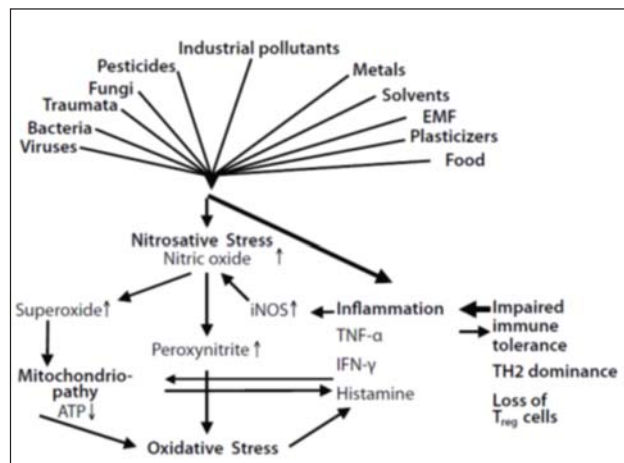 Industrial pollutants
Pesticides
Metals
Fungi
Solvents
Traumata
EMF
Bacteria
Plasticizers
Viruses
Food
Nitrosative Stress
Nitric oxide ↑
Superoxide↑
iNOS↑
Inflammation
Impaired
immune
tolerance
TNF-α
Peroxynitrite↑
IFN-γ
TH2 dominance
Mitochondrio-
pathy
ATP↓
Histamine
Loss of
Treg cells
Oxidative Stress